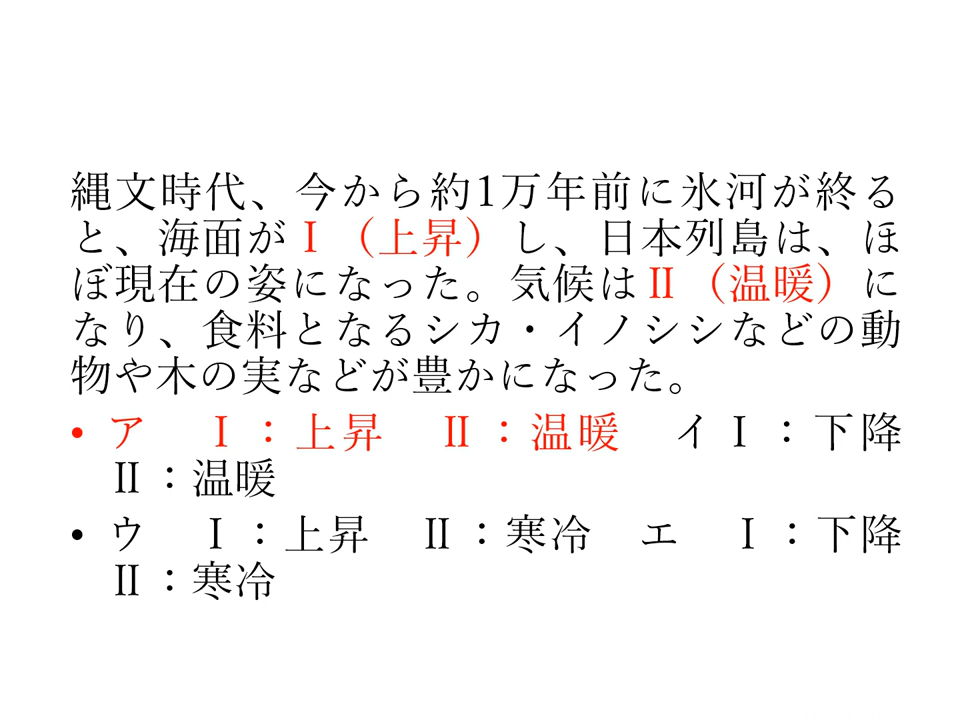 縄文時代、今から約1万年前に氷河が終る
と、海面がⅠ（上昇）し、日本列島は、ほ
ぼ現在の姿になった。気候はⅡ（温暖）に
なり、食料となるシカ・イノシシなどの動
物や木の実などが豊かになった。
• ア　Ⅰ：上昇　Ⅱ：温暖　イⅠ：下降
Ⅱ：温暖
• ウ　Ⅰ：上昇　Ⅱ：寒冷　エ　Ⅰ：下降
Ⅱ：寒冷